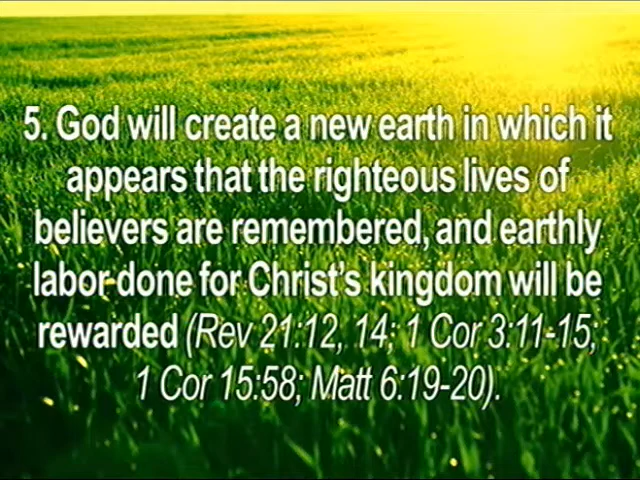 5. God will create a new earth in which it
appears that the righteous lives of
believers are remembered, and earthly
labor done for Christ's kingdom will be
rewarded (Rev 21:12, 14; 1 Cor 3:11-15;
1 Cor 15:58; Matt 6:19-20).